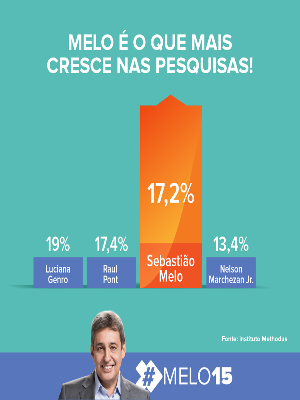 MELO É O QUE MAIS
CRESCE NAS PESQUISAS!
19%
Luciana
Genro
17,4%
Raul
Pont
17,2%
Sebastião
Melo
13,4%
Nelson
Marchezan Jr.
Fonte: Instituto Methodus
#MELO15